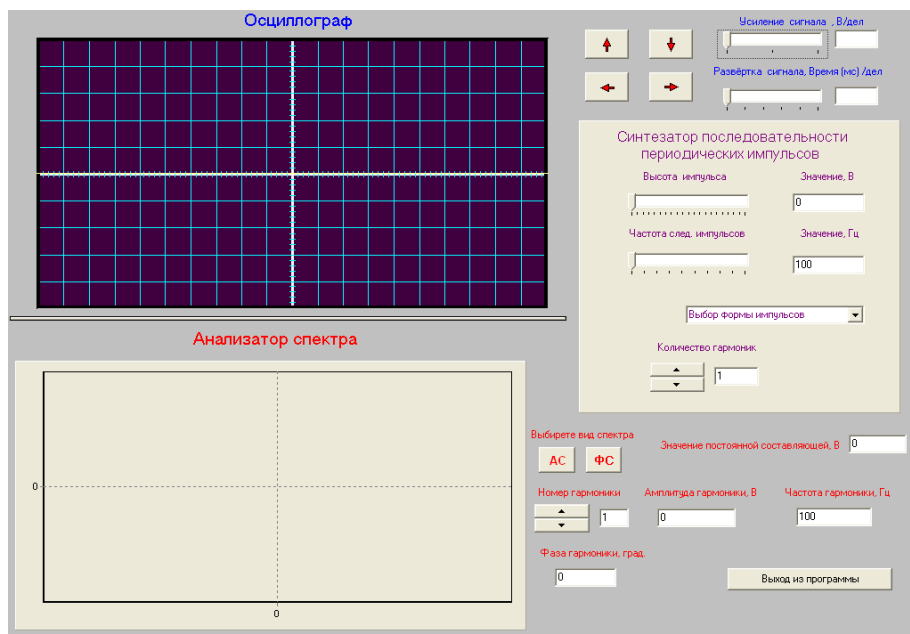 Осциллограф
Усиление сигнала , В/дел
Развёртка сигнала, Время (мс) /дел
Синтезатор последовательности
периодических импульсов
Высота импульса
Значение, В
0
Частота след. импульсов
Значение, Гц
100
Выбор формы импульсов
Количество гармоник
1
Анализатор спектра
0
0
Выбирете вид спектра
АС
ФС
Значение постоянной составляющей, В
0
Номер гармоники
1
Амплитуда гармоники, В
0
Частота гармоники, Гц
100
Фаза гармоники, град.
0
Выход из программы